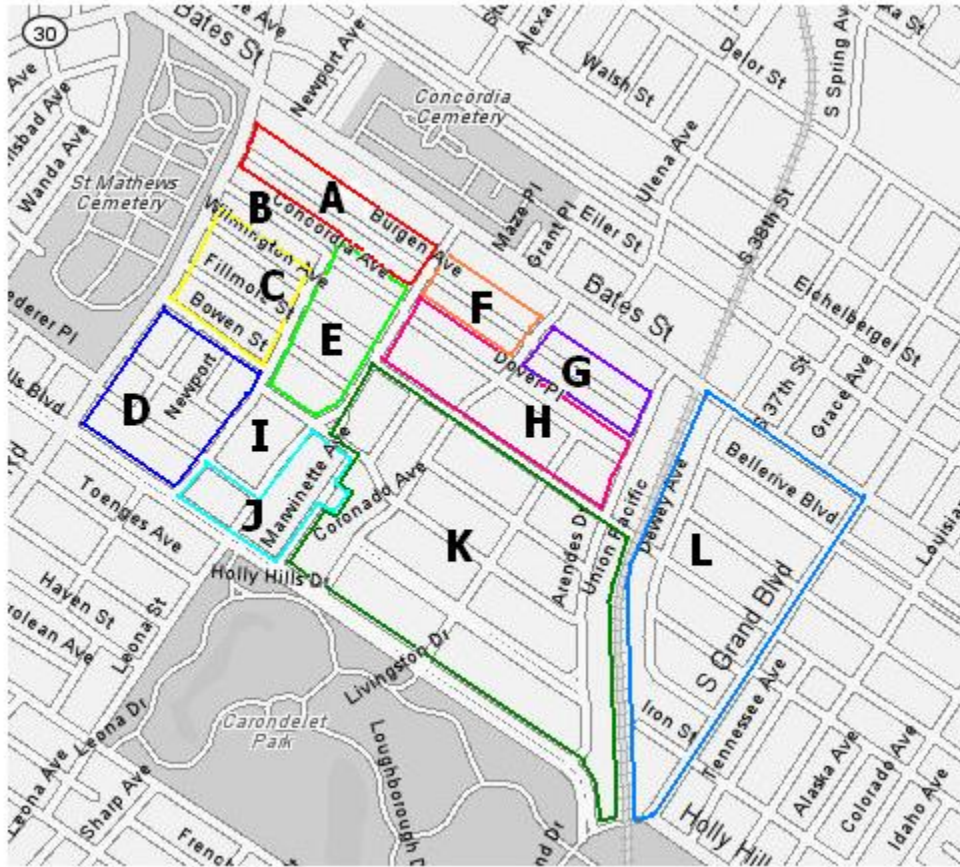 30
Bates St
Newport Ave
Delor St
S Spring Av
Walsh St
Concordia
Cemetery
Wanda Ave
St Mathews
Cemetery
Ulena Ave
A
B
Burgen Ave
Concordia Ave
Maze Pl
Grant Pl
Eiler St
S 38th St
Wilmington Ave
C
Fillmore St
Bowen St
F
Bates St
Eichelberger St
E
Dover Pl
G
S 37th St
Grace Ave
D
Newport
H
I
Bellerive Blvd
Toenges Ave
J
Marwinette Ave
Coronado Ave
K
Union Pacific
Dewey Ave
L
Holly Hills Dr
Haven St
Leona St
S Grand Blvd
Livingston Dr
Iron St
Tennessee Ave
Carondelet
Park
Leona Dr
Alaska Ave
Colorado Ave
Idaho Ave
Leona Ave
Sharp Ave
Holly Hill